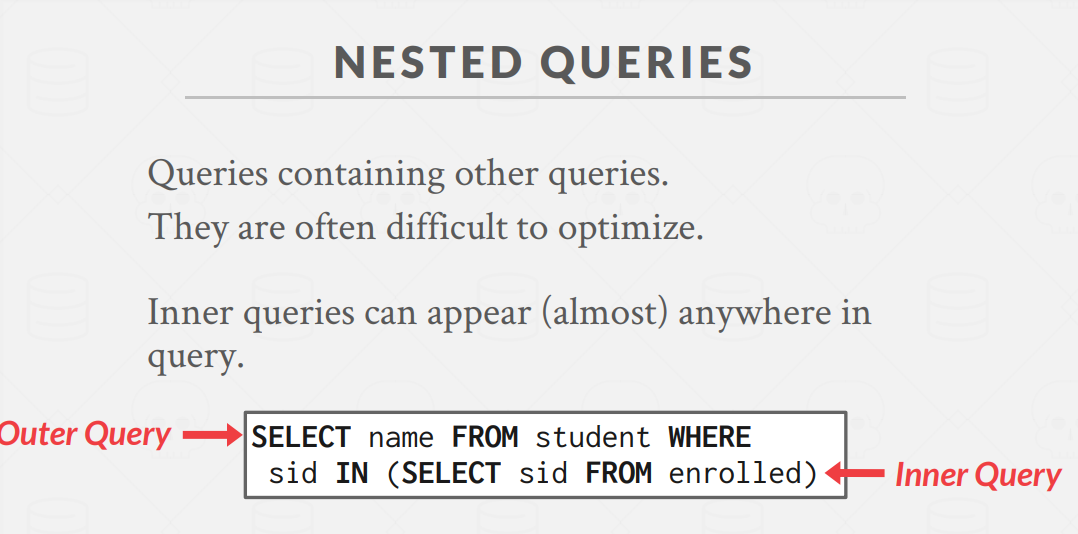 NESTED QUERIES
Queries containing other queries.
They are often difficult to optimize.
Inner queries can appear (almost) anywhere in
query.
Outer Query
SELECT name FROM student WHERE
sid IN (SELECT sid FROM enrolled)
Inner Query